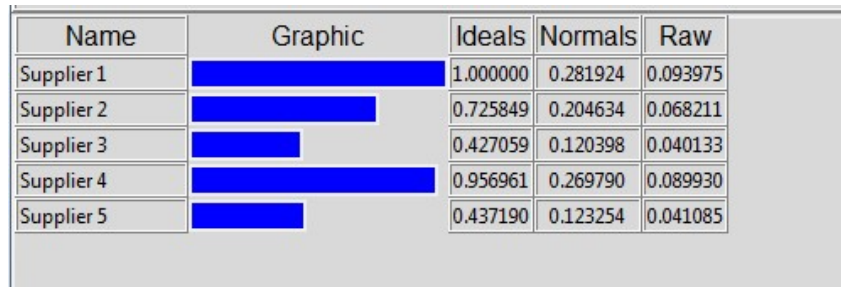 Name Graphic Ideals Normals Raw
Supplier 1 1.000000 0.281924 0.093975
Supplier 2 0.725849 0.204634 0.068211
Supplier 3 0.427059 0.120398 0.040133
Supplier 4 0.956961 0.269790 0.089930
Supplier 5 0.437190 0.123254 0.041085